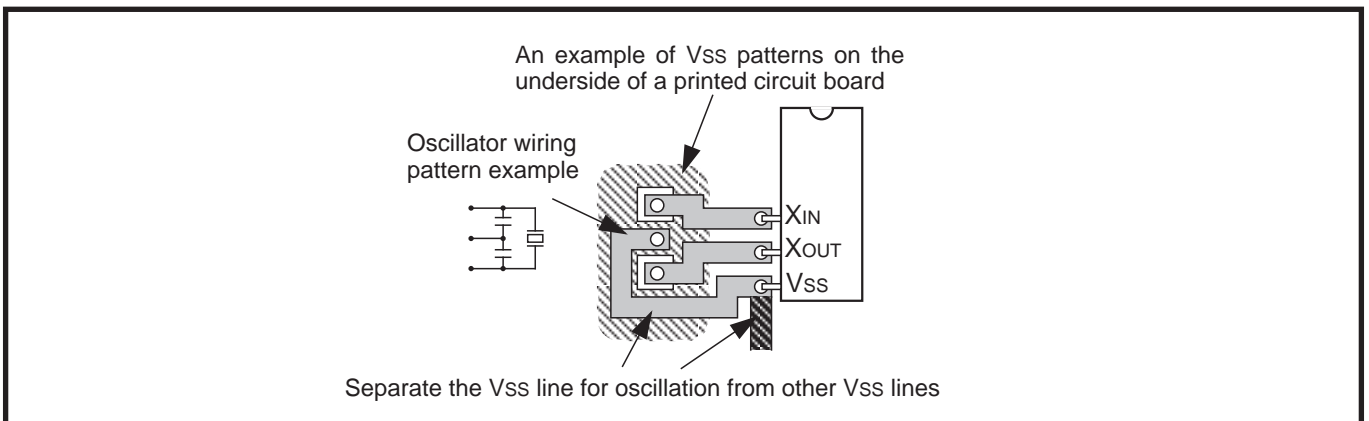 An example of VSS patterns on the
underside of a printed circuit board
Oscillator wiring
pattern example
XIN
XOUT
VSS
Separate the VSS line for oscillation from other VSS lines